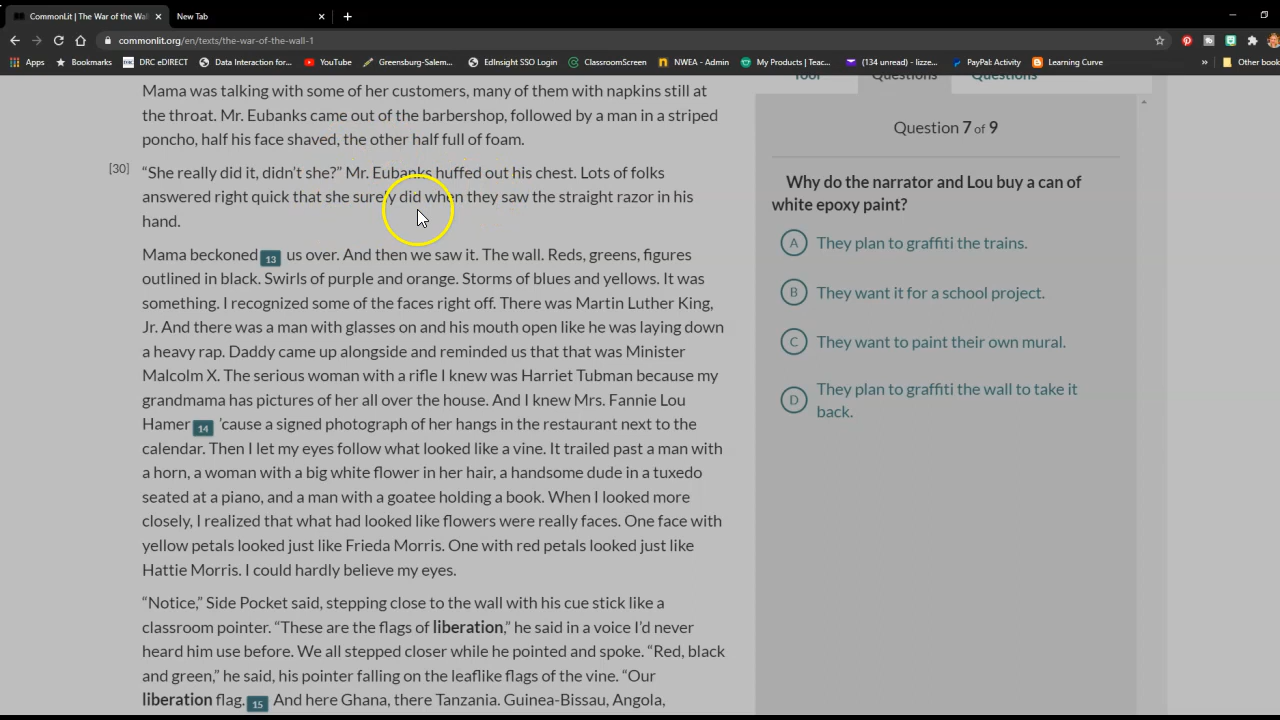 CommonLit | The War of the Wal
New Tab
commonlit.org/en/texts/the-war-of-the-wall-1
Apps Bookmarks DRC eDIRECT Data Interaction for... YouTube Greensburg-Salem... EdInsight SSO Login ClassroomScreen NWEA - Admin My Products | Teac... (134 unread) - lizze... PayPal: Activity Learning Curve » Other book
Tool Questions Questions
Mama was talking with some of her customers, many of them with napkins still at
the throat. Mr. Eubanks came out of the barbershop, followed by a man in a striped
poncho, half his face shaved, the other half full of foam.
[30] “She really did it, didn’t she?” Mr. Eubanks huffed out his chest. Lots of folks
answered right quick that she surely did when they saw the straight razor in his
hand.
Mama beckoned 13 us over. And then we saw it. The wall. Reds, greens, figures
outlined in black. Swirls of purple and orange. Storms of blues and yellows. It was
something. I recognized some of the faces right off. There was Martin Luther King,
Jr. And there was a man with glasses on and his mouth open like he was laying down
a heavy rap. Daddy came up alongside and reminded us that that was Minister
Malcolm X. The serious woman with a rifle I knew was Harriet Tubman because my
grandmama has pictures of her all over the house. And I knew Mrs. Fannie Lou
Hamer 14 ’cause a signed photograph of her hangs in the restaurant next to the
calendar. Then I let my eyes follow what looked like a vine. It trailed past a man with
a horn, a woman with a big white flower in her hair, a handsome dude in a tuxedo
seated at a piano, and a man with a goatee holding a book. When I looked more
closely, I realized that what had looked like flowers were really faces. One face with
yellow petals looked just like Frieda Morris. One with red petals looked just like
Hattie Morris. I could hardly believe my eyes.
“Notice,” Side Pocket said, stepping close to the wall with his cue stick like a
classroom pointer. “These are the flags of liberation,” he said in a voice I’d never
heard him use before. We all stepped closer while he pointed and spoke. “Red, black
and green,” he said, his pointer falling on the leaflike flags of the vine. “Our
liberation flag. 15 And here Ghana, there Tanzania. Guinea-Bissau, Angola,
Question 7 of 9
Why do the narrator and Lou buy a can of
white epoxy paint?
A They plan to graffiti the trains.
B They want it for a school project.
C They want to paint their own mural.
D They plan to graffiti the wall to take it
back.